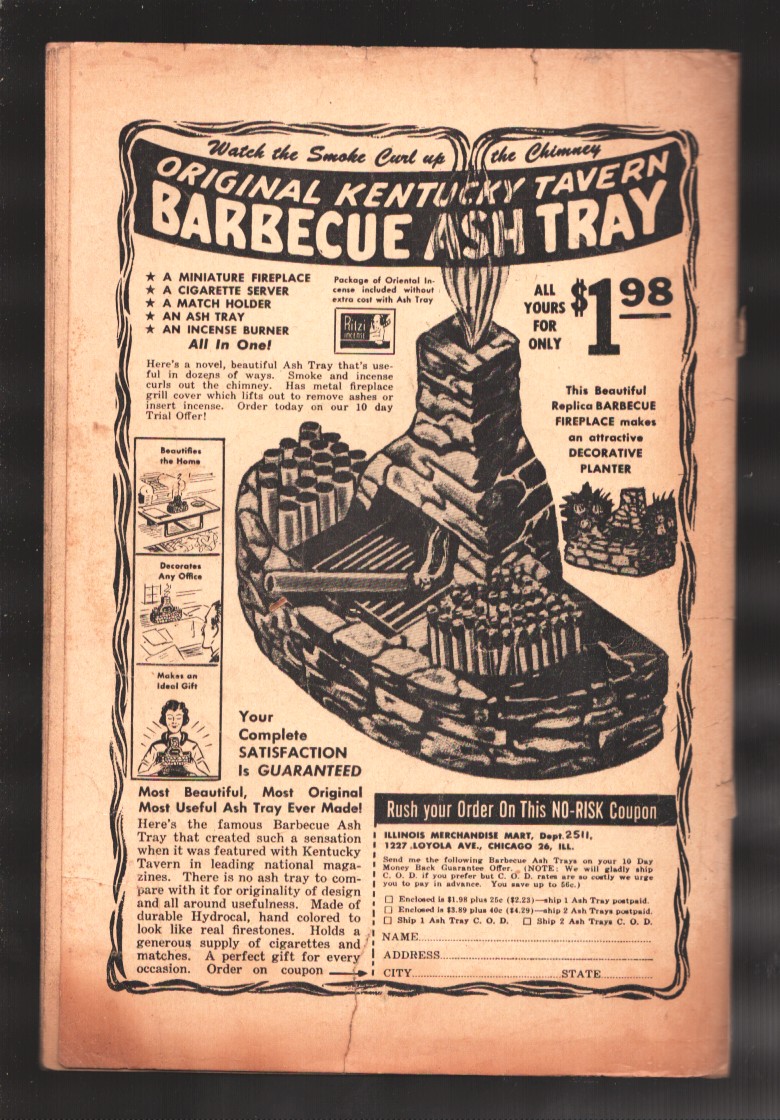 Watch the Smoke Curl up the Chimney
ORIGINAL KENTUCKY TAVERN
BARBECUE ASH TRAY
★ A MINIATURE FIREPLACE
★ A CIGARETTE SERVER
★ A MATCH HOLDER
★ AN ASH TRAY
★ AN INCENSE BURNER
All In One!
Package of Oriental In-
cense included without
extra cost with Ash Tray
Ritzi
INCENSE
ALL
YOURS
FOR
ONLY
$1.98
Here's a novel, beautiful Ash Tray that's use-
ful in dozens of ways. Smoke and incense
curls out the chimney. Has metal fireplace
grill cover which lifts out to remove ashes or
insert incense. Order today on our 10 day
Trial Offer!
This Beautiful
Replica BARBECUE
FIREPLACE makes
an attractive
DECORATIVE
PLANTER
Beautifies
the Home
Decorates
Any Office
Makes an
Ideal Gift
Your
Complete
SATISFACTION
Is GUARANTEED
Most Beautiful, Most Original
Most Useful Ash Tray Ever Made!
Here's the famous Barbecue Ash
Tray that created such a sensation
when it was featured with Kentucky
Tavern in leading national maga-
zines. There is no ash tray to com-
pare with it for originality of design
and all around usefulness. Made of
durable Hydrocal, hand colored to
look like real firestones. Holds a
generous supply of cigarettes and
matches. A perfect gift for every
occasion. Order on coupon
Rush your Order On This NO-RISK Coupon
ILLINOIS MERCHANDISE MART, Dept. 2511,
1227 LOYOLA AVE., CHICAGO 26, ILL.
Send me the following Barbecue Ash Trays on your 10 Day
Money Back Guarantee Offer. (NOTE: We will gladly ship
C. O. D. if you prefer but C. O. D. rates are so costly we urge
you to pay in advance. You save up to 56c.)
☐ Enclosed is $1.98 plus 25c ($2.23)—ship 1 Ash Tray postpaid.
☐ Enclosed is $3.89 plus 40c ($4.29)—ship 2 Ash Trays postpaid.
☐ Ship 1 Ash Tray C. O. D. ☐ Ship 2 Ash Trays C. O. D.
NAME
ADDRESS
CITY STATE